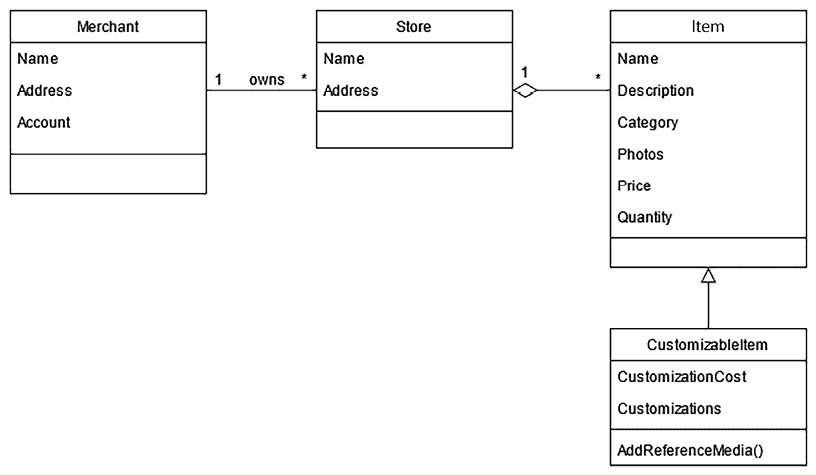 Merchant
Name
Address
Account
1 owns *
Store
Name
Address
1 *
Item
Name
Description
Category
Photos
Price
Quantity
CustomizableItem
CustomizationCost
Customizations
AddReferenceMedia()